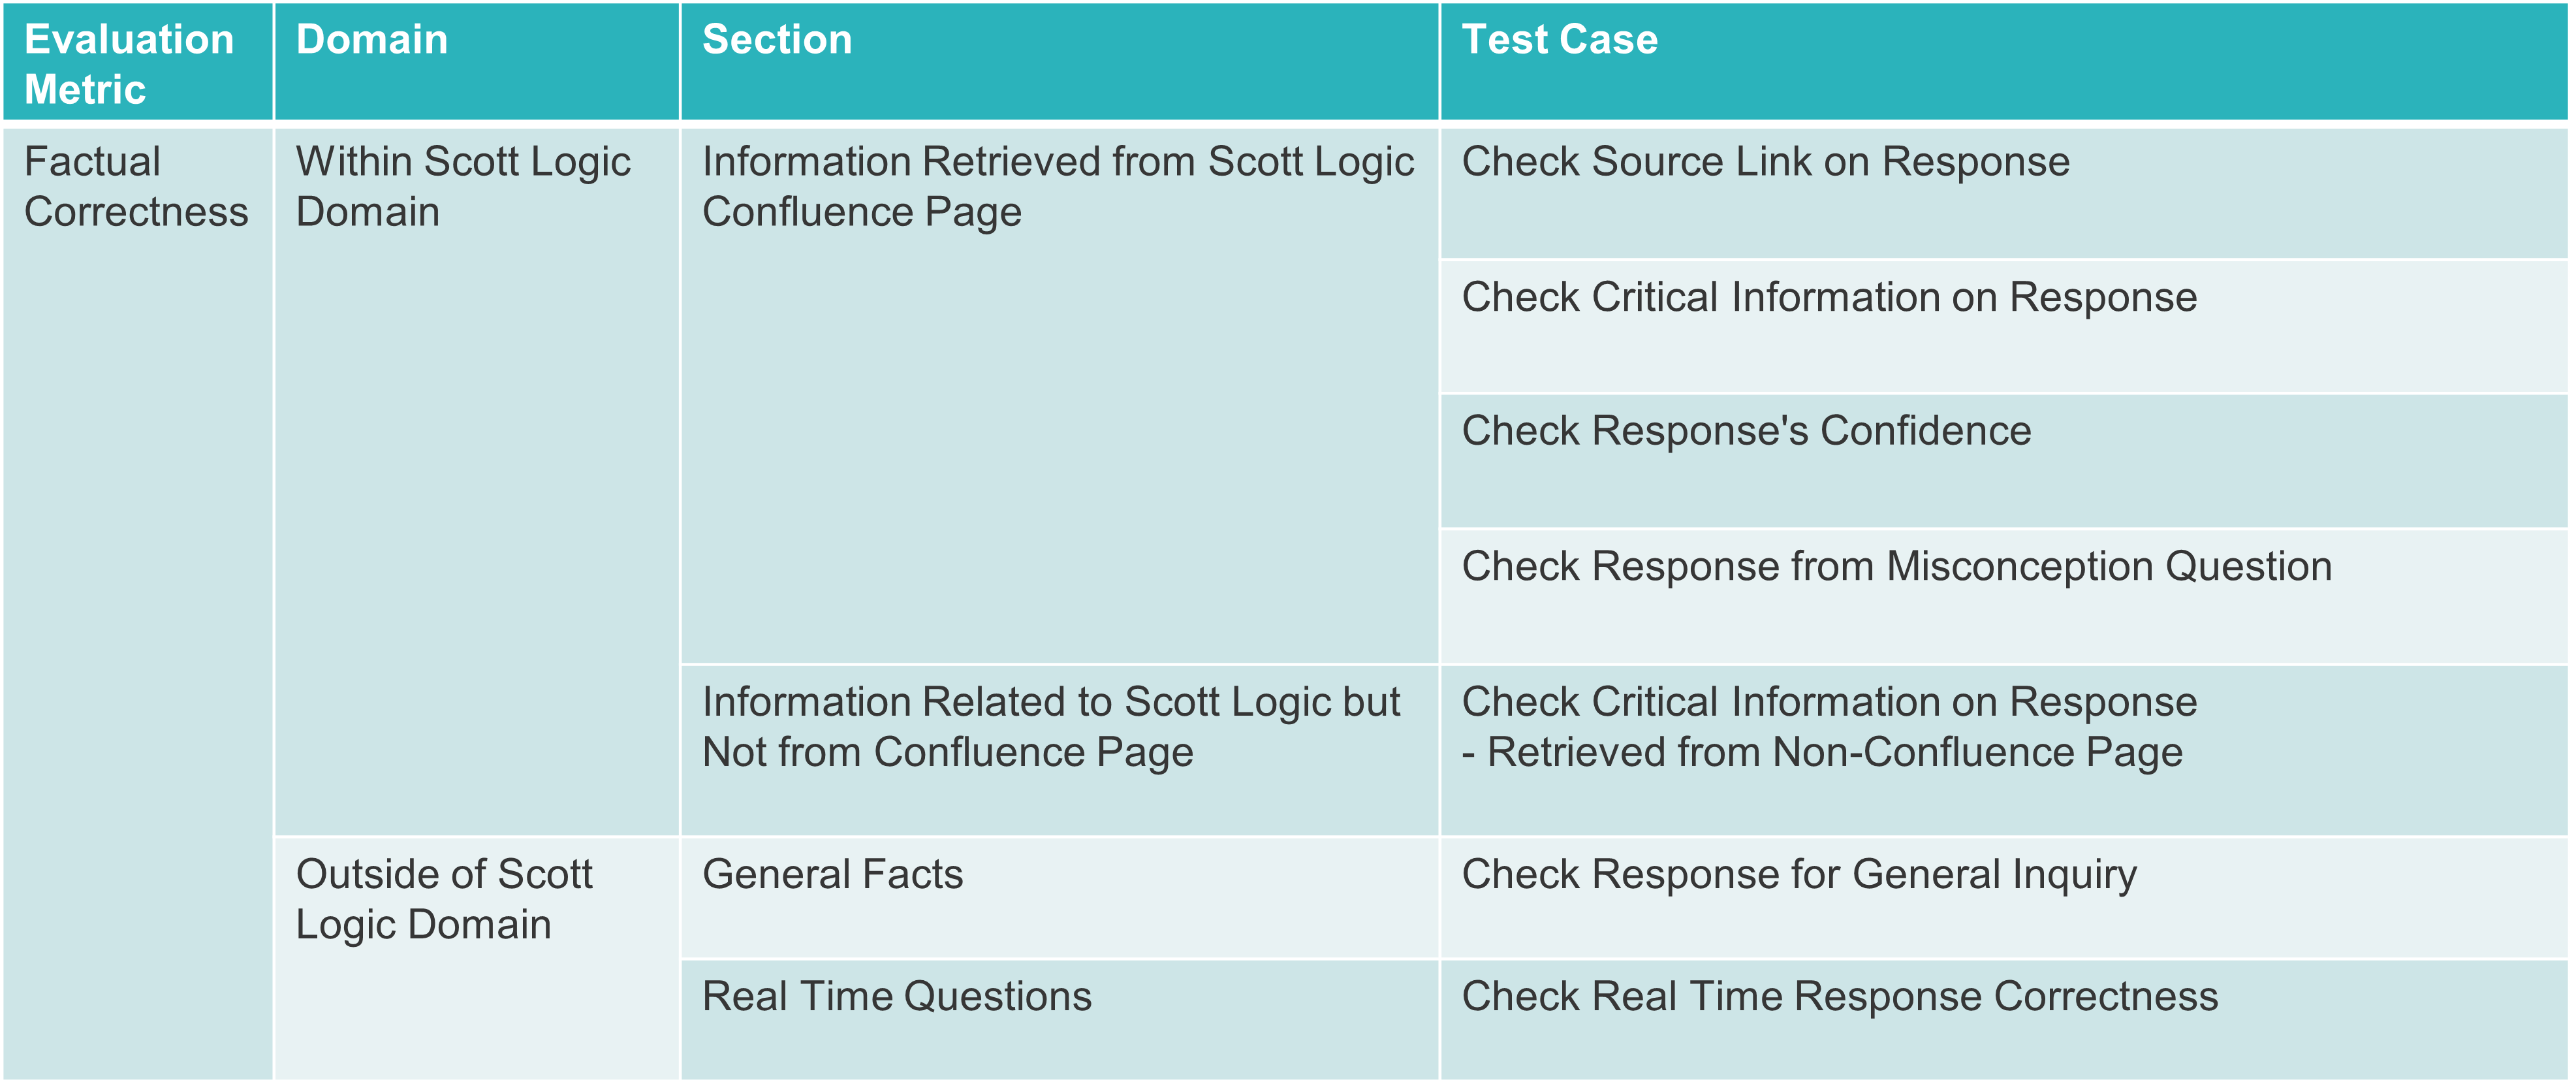 Evaluation
Metric
Domain
Section
Test Case
Factual
Correctness
Within Scott Logic
Domain
Information Retrieved from Scott Logic
Confluence Page
Check Source Link on Response
Check Critical Information on Response
Check Response's Confidence
Check Response from Misconception Question
Information Related to Scott Logic but
Not from Confluence Page
Check Critical Information on Response
- Retrieved from Non-Confluence Page
Outside of Scott
Logic Domain
General Facts
Check Response for General Inquiry
Real Time Questions
Check Real Time Response Correctness